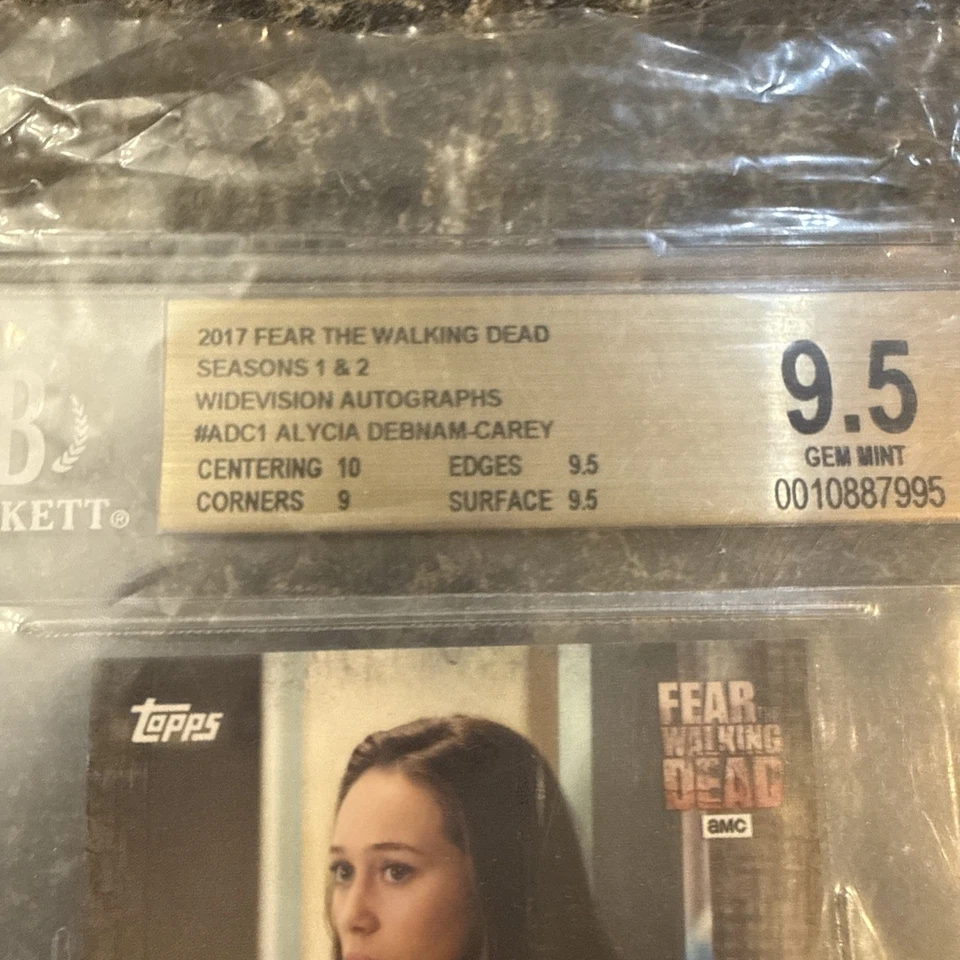 2017 FEAR THE WALKING DEAD
SEASONS 1 & 2
WIDEVISION AUTOGRAPHS
#ADC1 ALYCIA DEBNAM-CAREY
CENTERING 10 EDGES 9.5
CORNERS 9 SURFACE 9.5
9.5
GEM MINT
0010887995
B
KETT®
Topps
FEAR THE
WALKING
DEAD
aMC